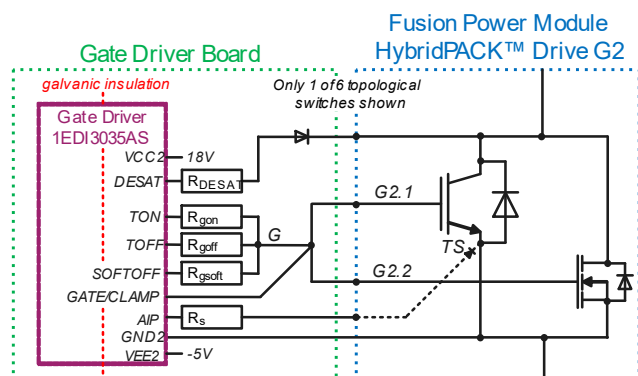 Fusion Power Module
HybridPACK™ Drive G2
Gate Driver Board
galvanic insulation
Only 1 of 6 topological
switches shown
Gate Driver
1EDI3035AS
VCC2
18V
DESAT
RDESAT
TON
Rgon
TOFF
Rgoff
G
SOFTOFF
Rgsoft
GATE/CLAMP
AIP
Rs
GND2
VEE2
-5V
G2.1
TS
G2.2